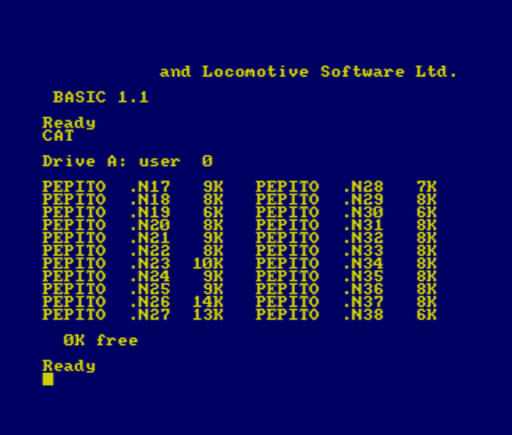 and Locomotive Software Ltd.
BASIC 1.1
Ready
CAT
Drive A: user 0
PEPITO .N17 9K PEPITO .N28 7K
PEPITO .N18 8K PEPITO .N29 8K
PEPITO .N19 6K PEPITO .N30 6K
PEPITO .N20 8K PEPITO .N31 8K
PEPITO .N21 9K PEPITO .N32 8K
PEPITO .N22 8K PEPITO .N33 8K
PEPITO .N23 10K PEPITO .N34 8K
PEPITO .N24 9K PEPITO .N35 8K
PEPITO .N25 9K PEPITO .N36 8K
PEPITO .N26 14K PEPITO .N37 8K
PEPITO .N27 13K PEPITO .N38 6K
0K free
Ready